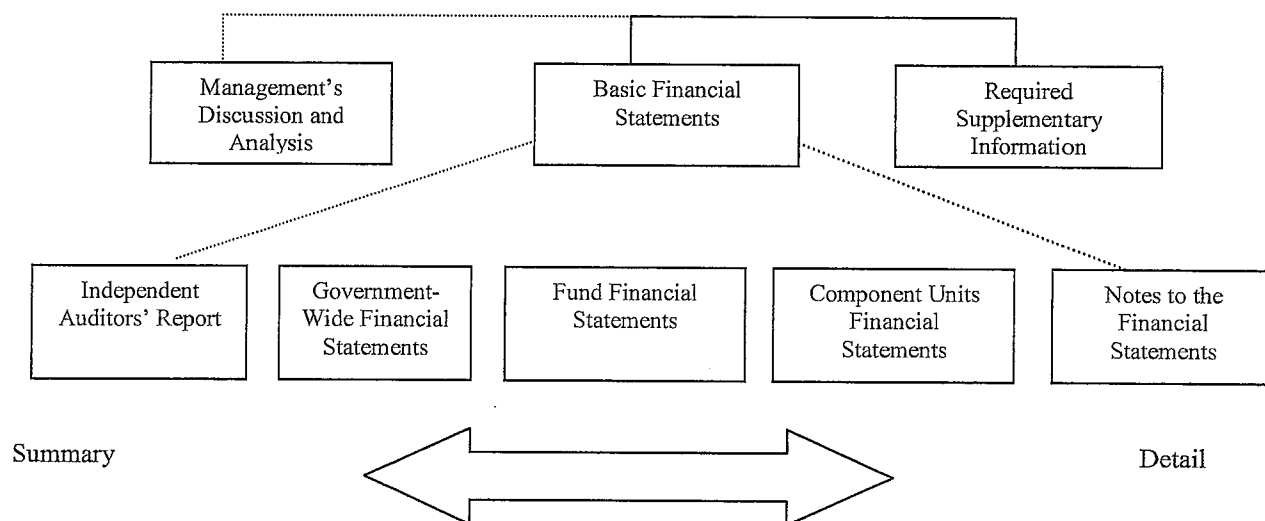 Management's
Discussion and
Analysis
Basic Financial
Statements
Required
Supplementary
Information
Independent
Auditors' Report
Government-
Wide Financial
Statements
Fund Financial
Statements
Component Units
Financial
Statements
Notes to the
Financial
Statements
Summary
Detail